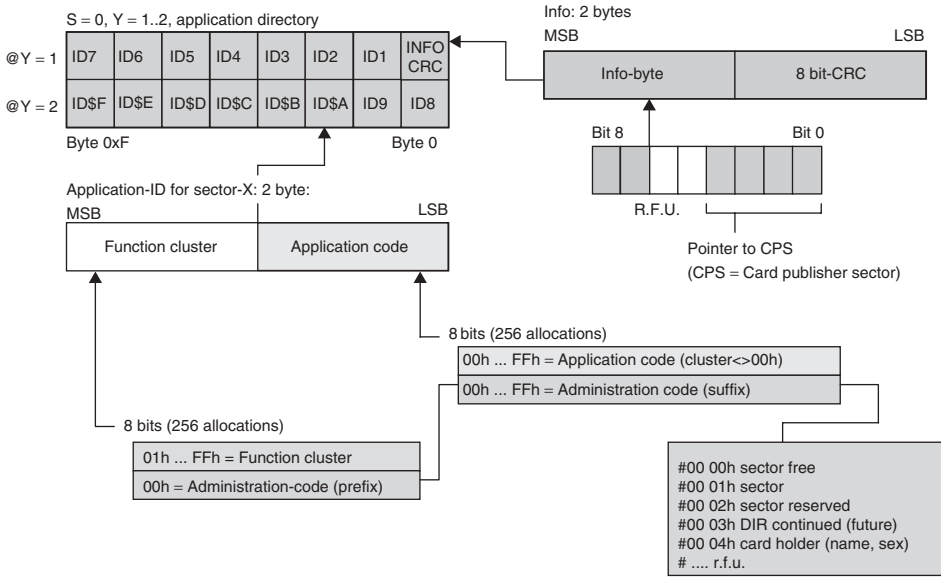 S = 0, Y = 1..2, application directory
@Y = 1 ID7 ID6 ID5 ID4 ID3 ID2 ID1 INFO CRC
@Y = 2 ID$F ID$E ID$D ID$C ID$B ID$A ID9 ID8
Byte 0xF Byte 0
Info: 2 bytes
MSB LSB
Info-byte 8 bit-CRC
Bit 8 Bit 0
R.F.U.
Pointer to CPS
(CPS = Card publisher sector)
Application-ID for sector-X: 2 byte:
MSB LSB
Function cluster Application code
8 bits (256 allocations)
00h ... FFh = Application code (cluster<>00h)
00h ... FFh = Administration code (suffix)
8 bits (256 allocations)
01h ... FFh = Function cluster
00h = Administration-code (prefix)
#00 00h sector free
#00 01h sector
#00 02h sector reserved
#00 03h DIR continued (future)
#00 04h card holder (name, sex)
# .... r.f.u.